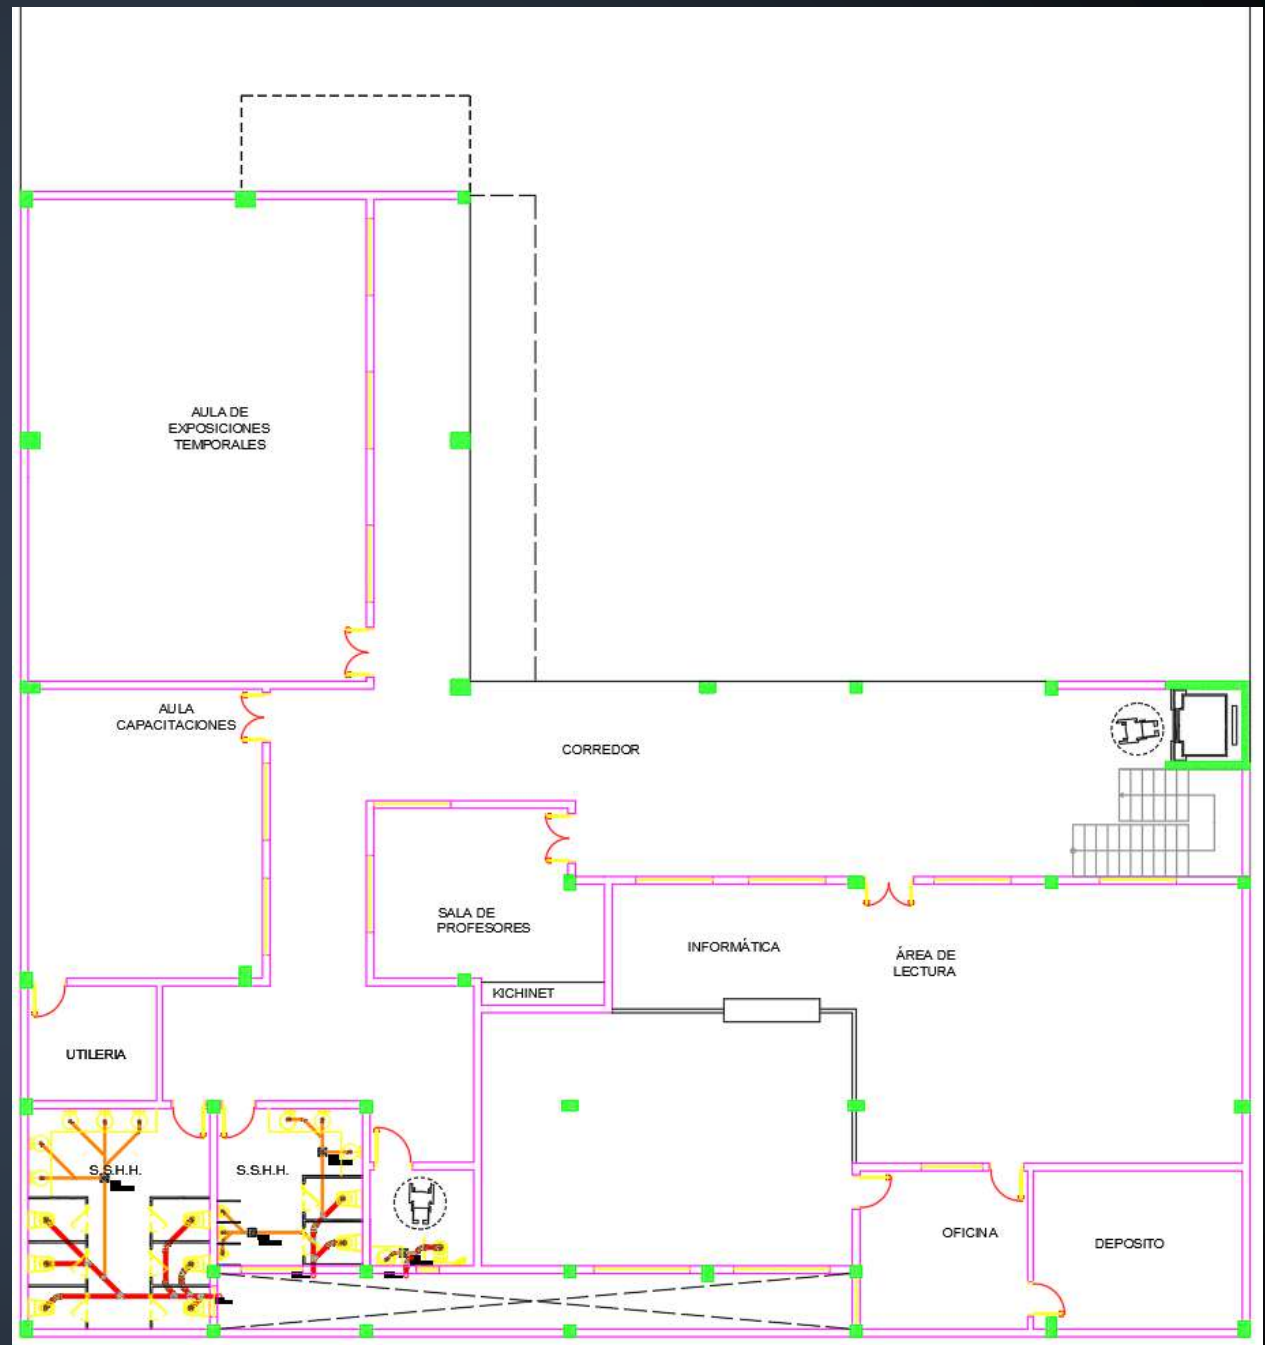 AULA DE
EXPOSICIONES
TEMPORALES
AULA
CAPACITACIONES
CORREDOR
SALA DE
PROFESORES
INFORMÁTICA
ÁREA DE
LECTURA
KICHINET
UTILERIA
S.S.H.H.
S.S.H.H.
OFICINA
DEPOSITO